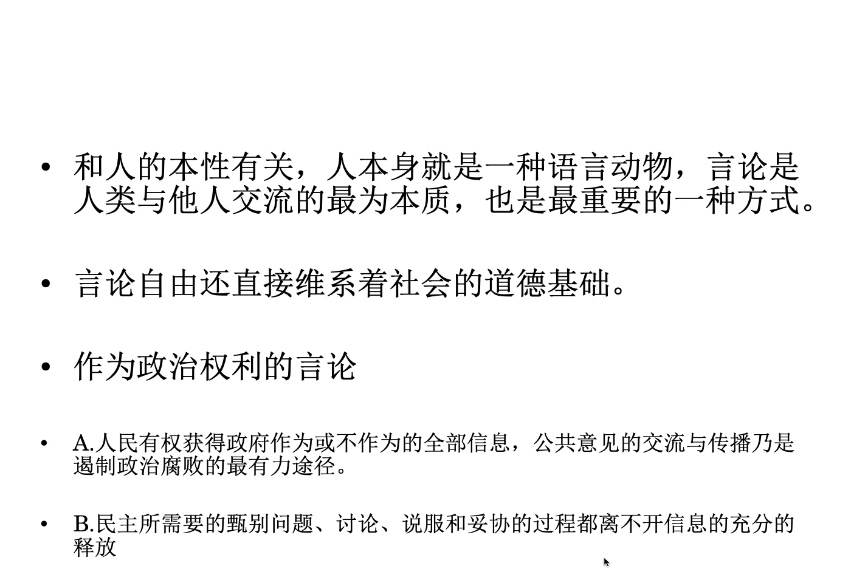 • 和人的本性有关，人本身就是一种语言动物，言论是
人类与他人交流的最为本质，也是最重要的一种方式。
• 言论自由还直接维系着社会的道德基础。
• 作为政治权利的言论
• A.人民有权获得政府作为或不作为的全部信息，公共意见的交流与传播乃是
遏制政治腐败的最有力途径。
• B.民主所需要的甄别问题、讨论、说服和妥协的过程都离不开信息的充分的
释放